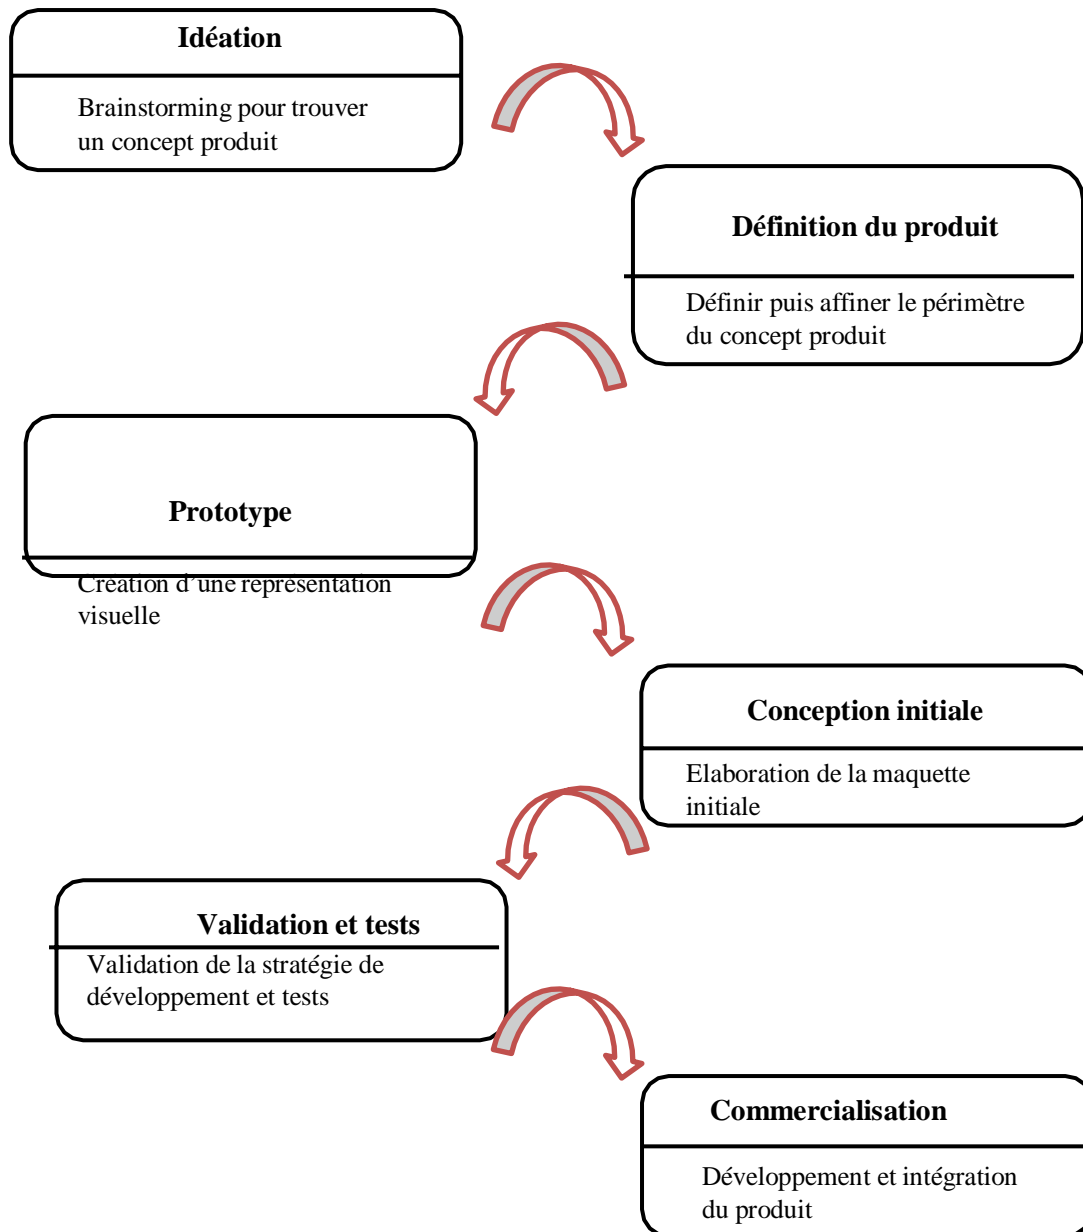 Idéation
Brainstorming pour trouver
un concept produit
Définition du produit
Définir puis affiner le périmètre
du concept produit
Prototype
Création d’une représentation
visuelle
Conception initiale
Elaboration de la maquette
initiale
Validation et tests
Validation de la stratégie de
développement et tests
Commercialisation
Développement et intégration
du produit